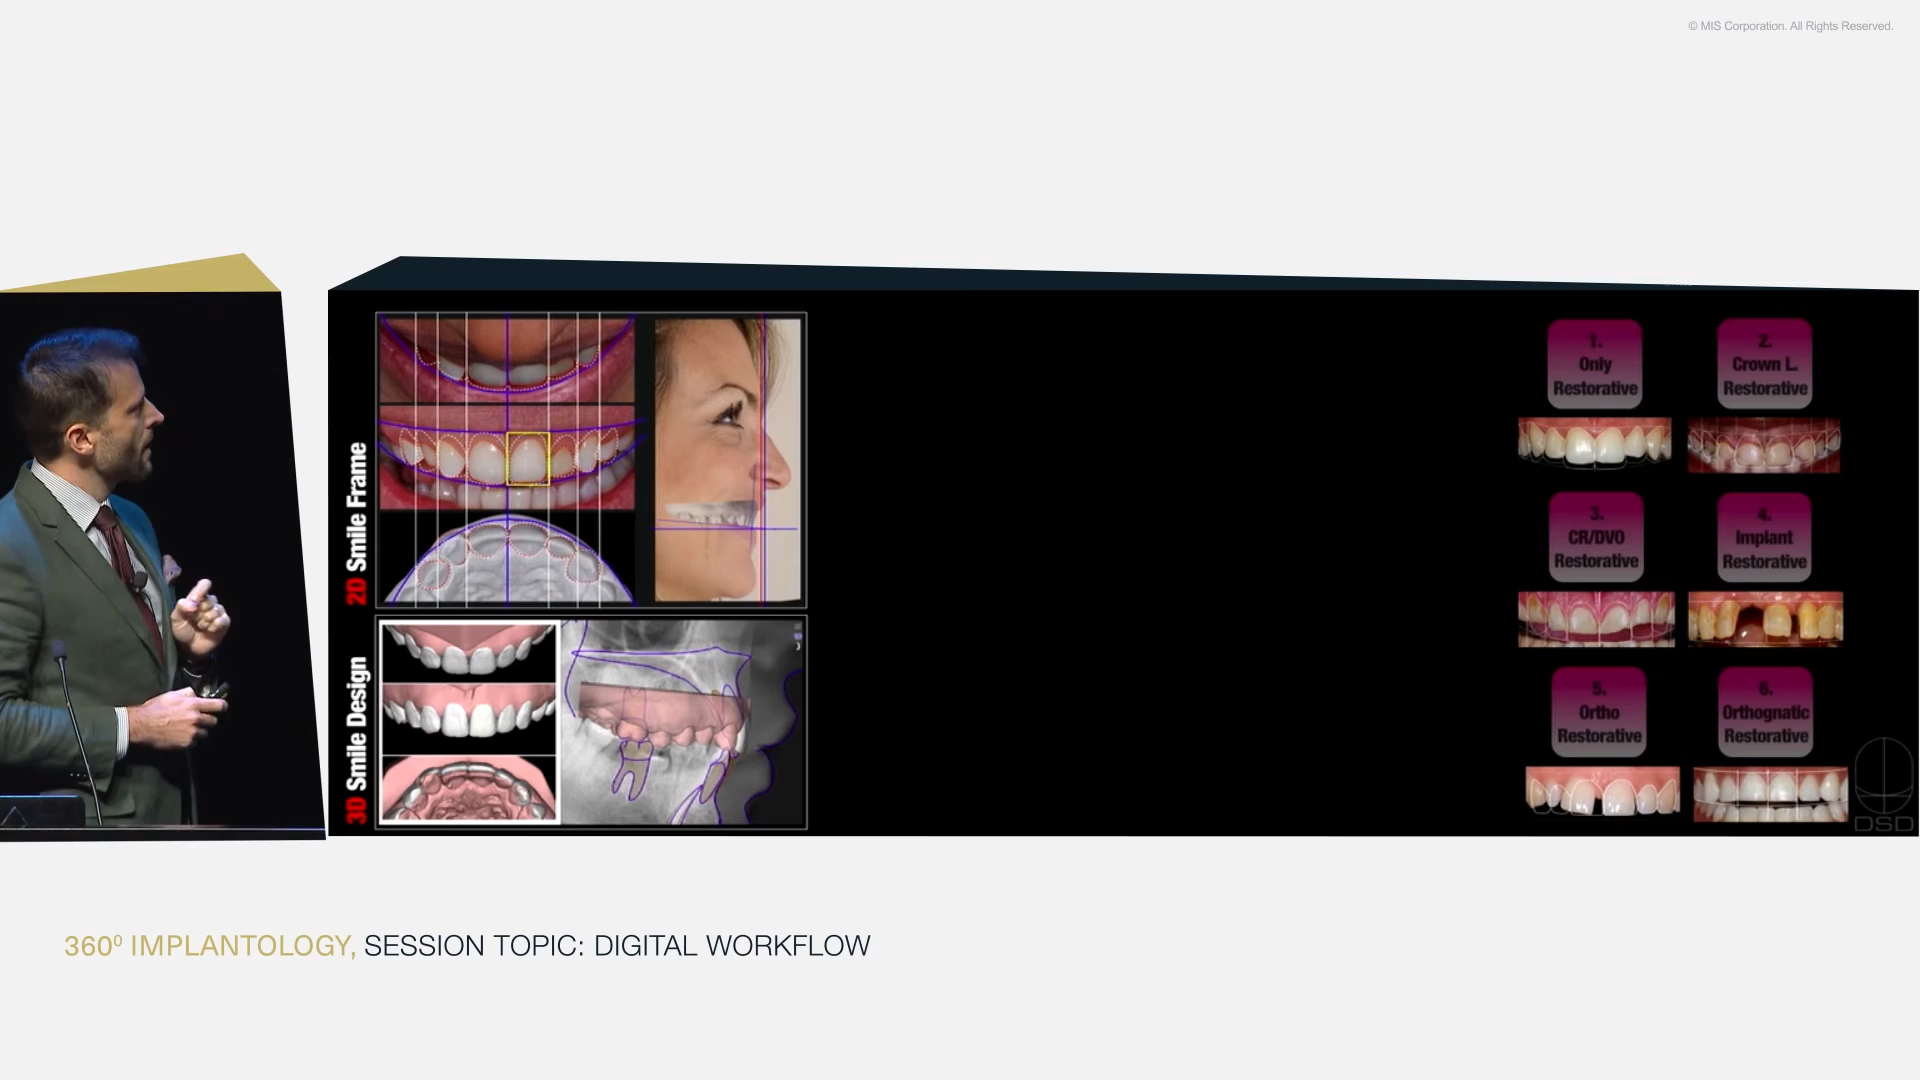 © MIS Corporation. All Rights Reserved.
2D Smile Frame
3D Smile Design
1.
Only
Restorative
2.
Crown L.
Restorative
3.
CR/DVO
Restorative
4.
Implant
Restorative
5.
Ortho
Restorative
6.
Orthognatic
Restorative
DSD
360⁰ IMPLANTOLOGY, SESSION TOPIC: DIGITAL WORKFLOW